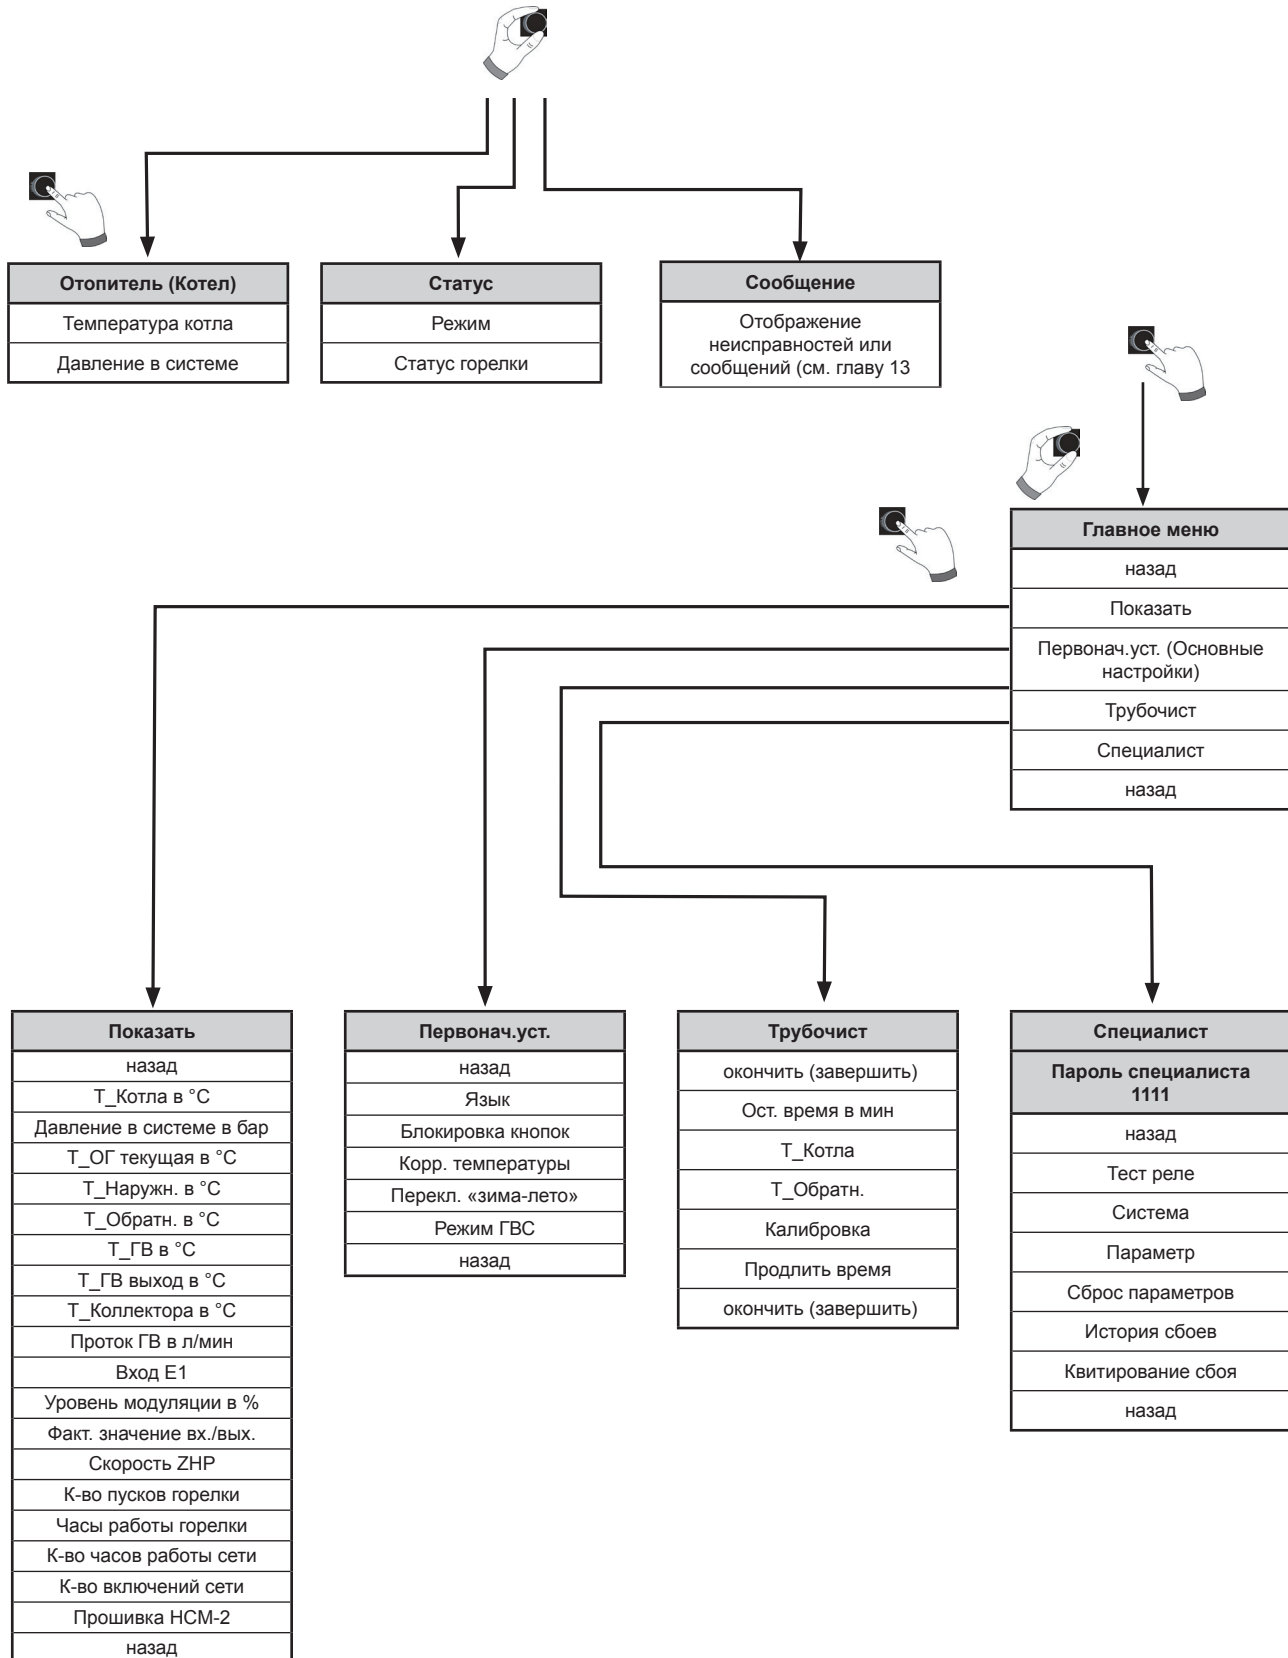 Отопитель (Котел)
Температура котла
Давление в системе
Статус
Режим
Статус горелки
Сообщение
Отображение
неисправностей или
сообщений (см. главу 13
Главное меню
назад
Показать
Первонач.уст. (Основные
настройки)
Трубочист
Специалист
назад
Показать
назад
Т_Котла в °C
Давление в системе в бар
Т_ОГ текущая в °C
Т_Наружн. в °C
Т_Обратн. в °C
Т_ГВ в °C
Т_ГВ выход в °C
Т_Коллектора в °C
Проток ГВ в л/мин
Вход E1
Уровень модуляции в %
Факт. значение вх./вых.
Скорость ZHP
К-во пусков горелки
Часы работы горелки
К-во часов работы сети
К-во включений сети
Прошивка HCM-2
назад
Первонач.уст.
назад
Язык
Блокировка кнопок
Корр. температуры
Перекл. «зима-лето»
Режим ГВС
назад
Трубочист
окончить (завершить)
Ост. время в мин
Т_Котла
Т_Обратн.
Калибровка
Продлить время
окончить (завершить)
Специалист
Пароль специалиста
1111
назад
Тест реле
Система
Параметр
Сброс параметров
История сбоев
Квитирование сбоя
назад